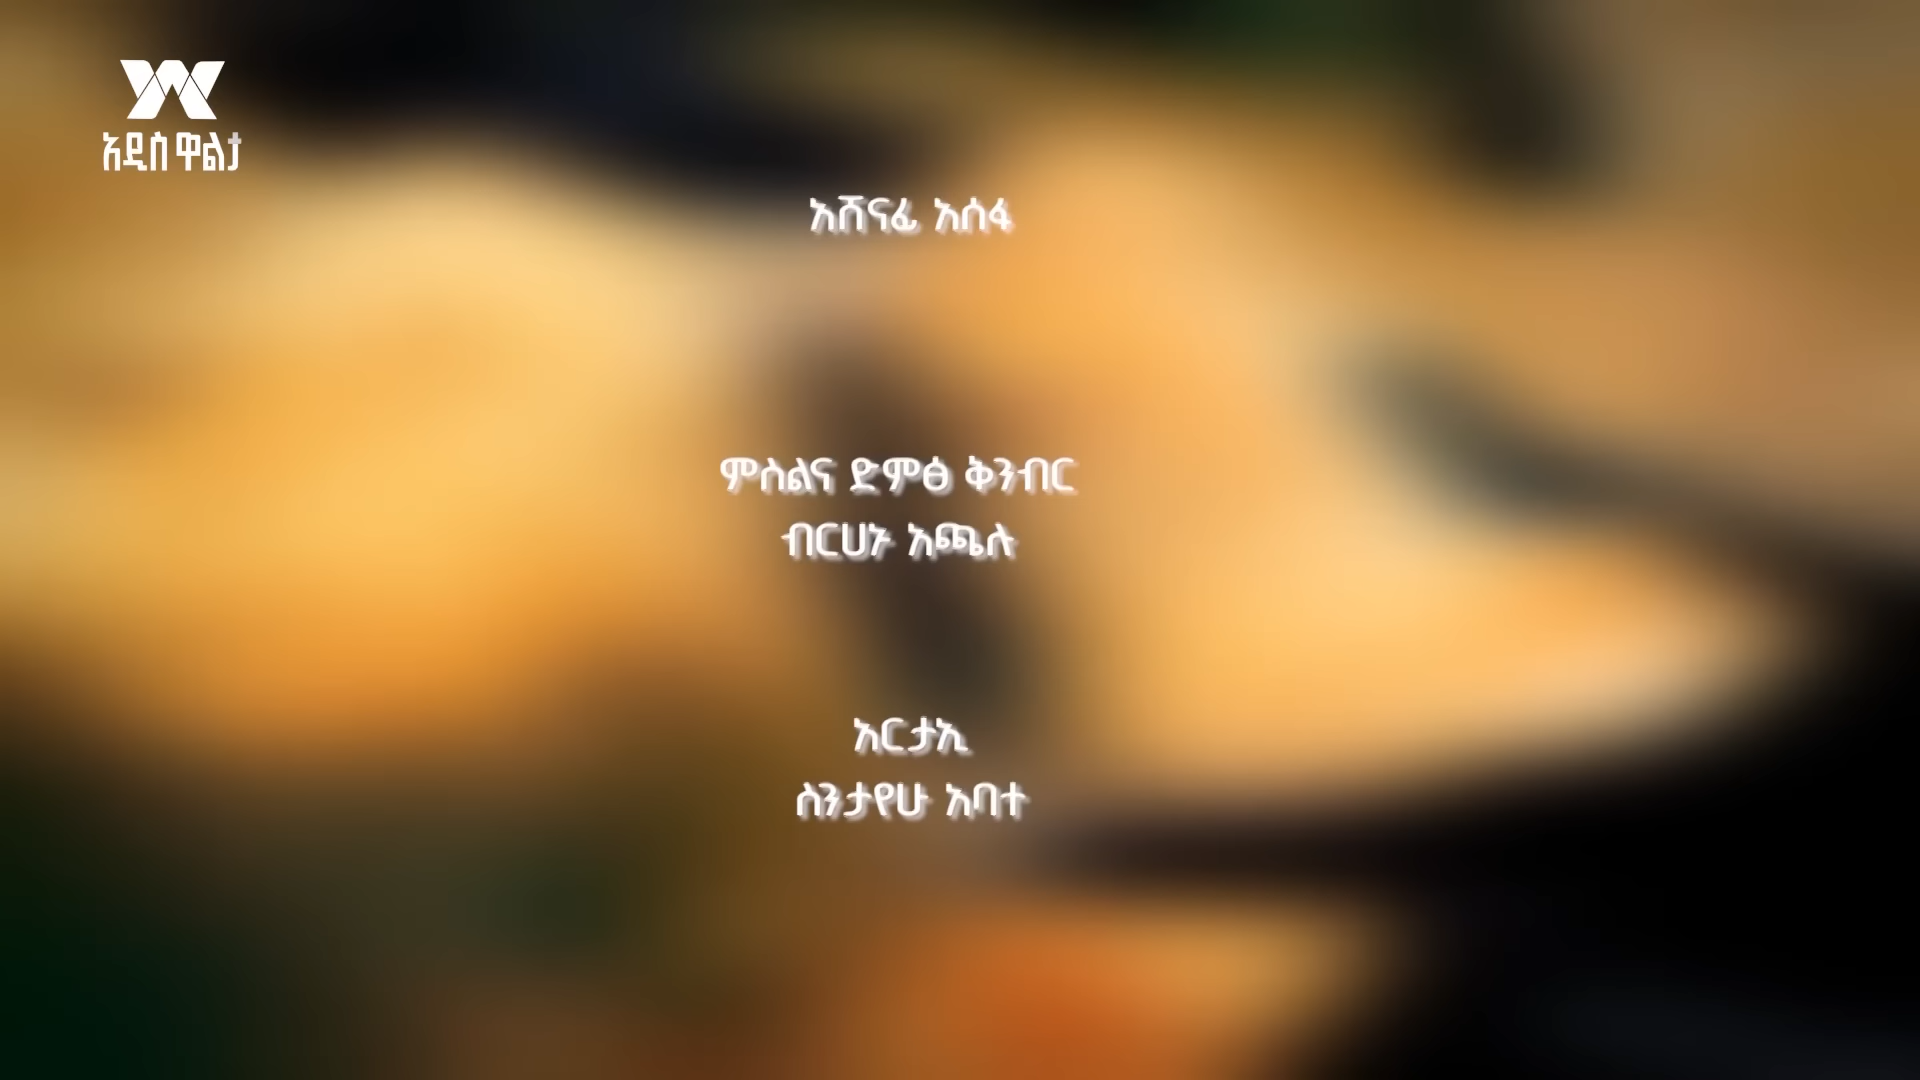 አዲስ ዋልታ
አሸናፊ አሰፋ
ምስልና ድምፅ ቅንብር
ብርሀኑ አጫሉ
አርታኢ
ስንታየሁ አባተ